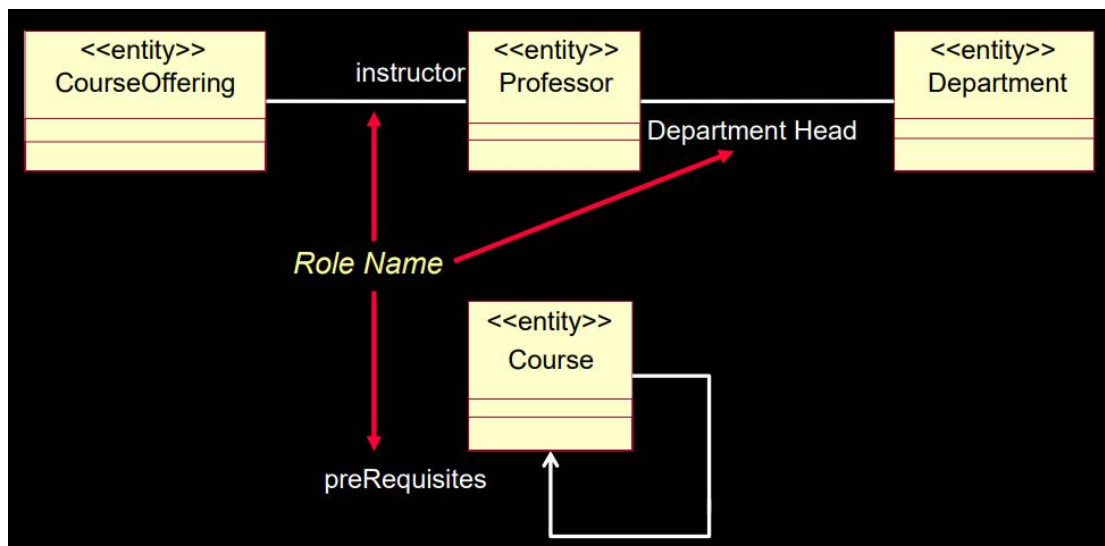 <<entity>>
CourseOffering
instructor
<<entity>>
Professor
<<entity>>
Department
Department Head
Role Name
<<entity>>
Course
preRequisites